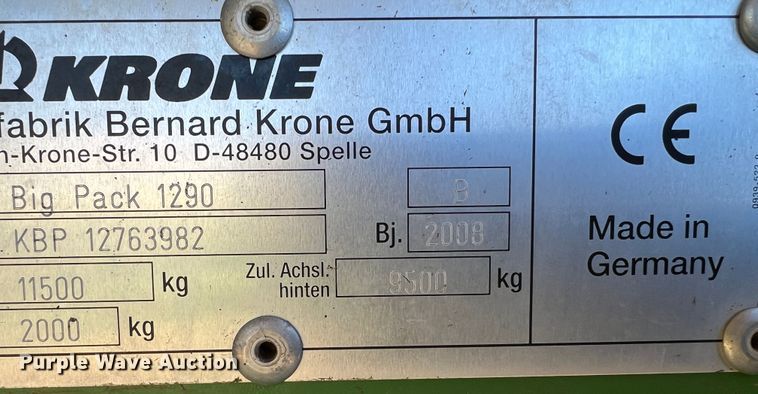 KRONE
fabrik Bernard Krone GmbH
n-Krone-Str. 10 D-48480 Spelle
Big Pack 1290 B
. KBP 12763982 Bj. 2008
11500 kg Zul. Achsl.-
hinten 9500 kg
2000 kg
CE
Made in
Germany
Purple Wave Auction